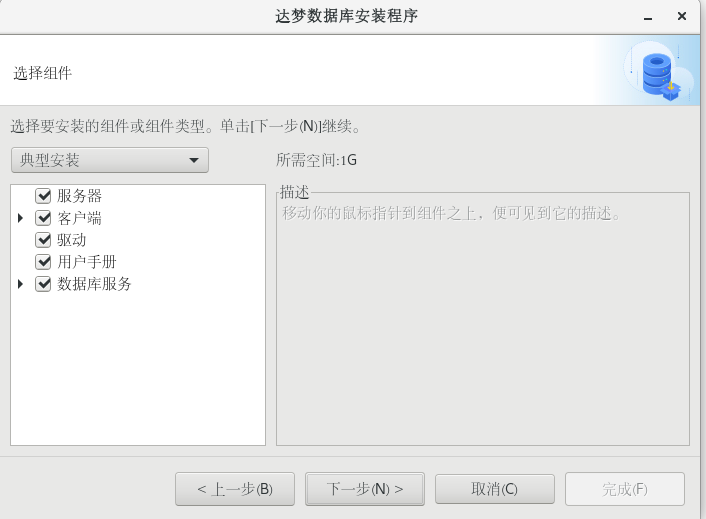 达梦数据库安装程序
选择组件
选择要安装的组件或组件类型。单击[下一步(N)]继续。
典型安装
所需空间:1G
服务器
客户端
驱动
用户手册
数据库服务
描述
移动你的鼠标指针到组件之上，便可见到它的描述。
< 上一步(B)
下一步(N) >
取消(C)
完成(F)